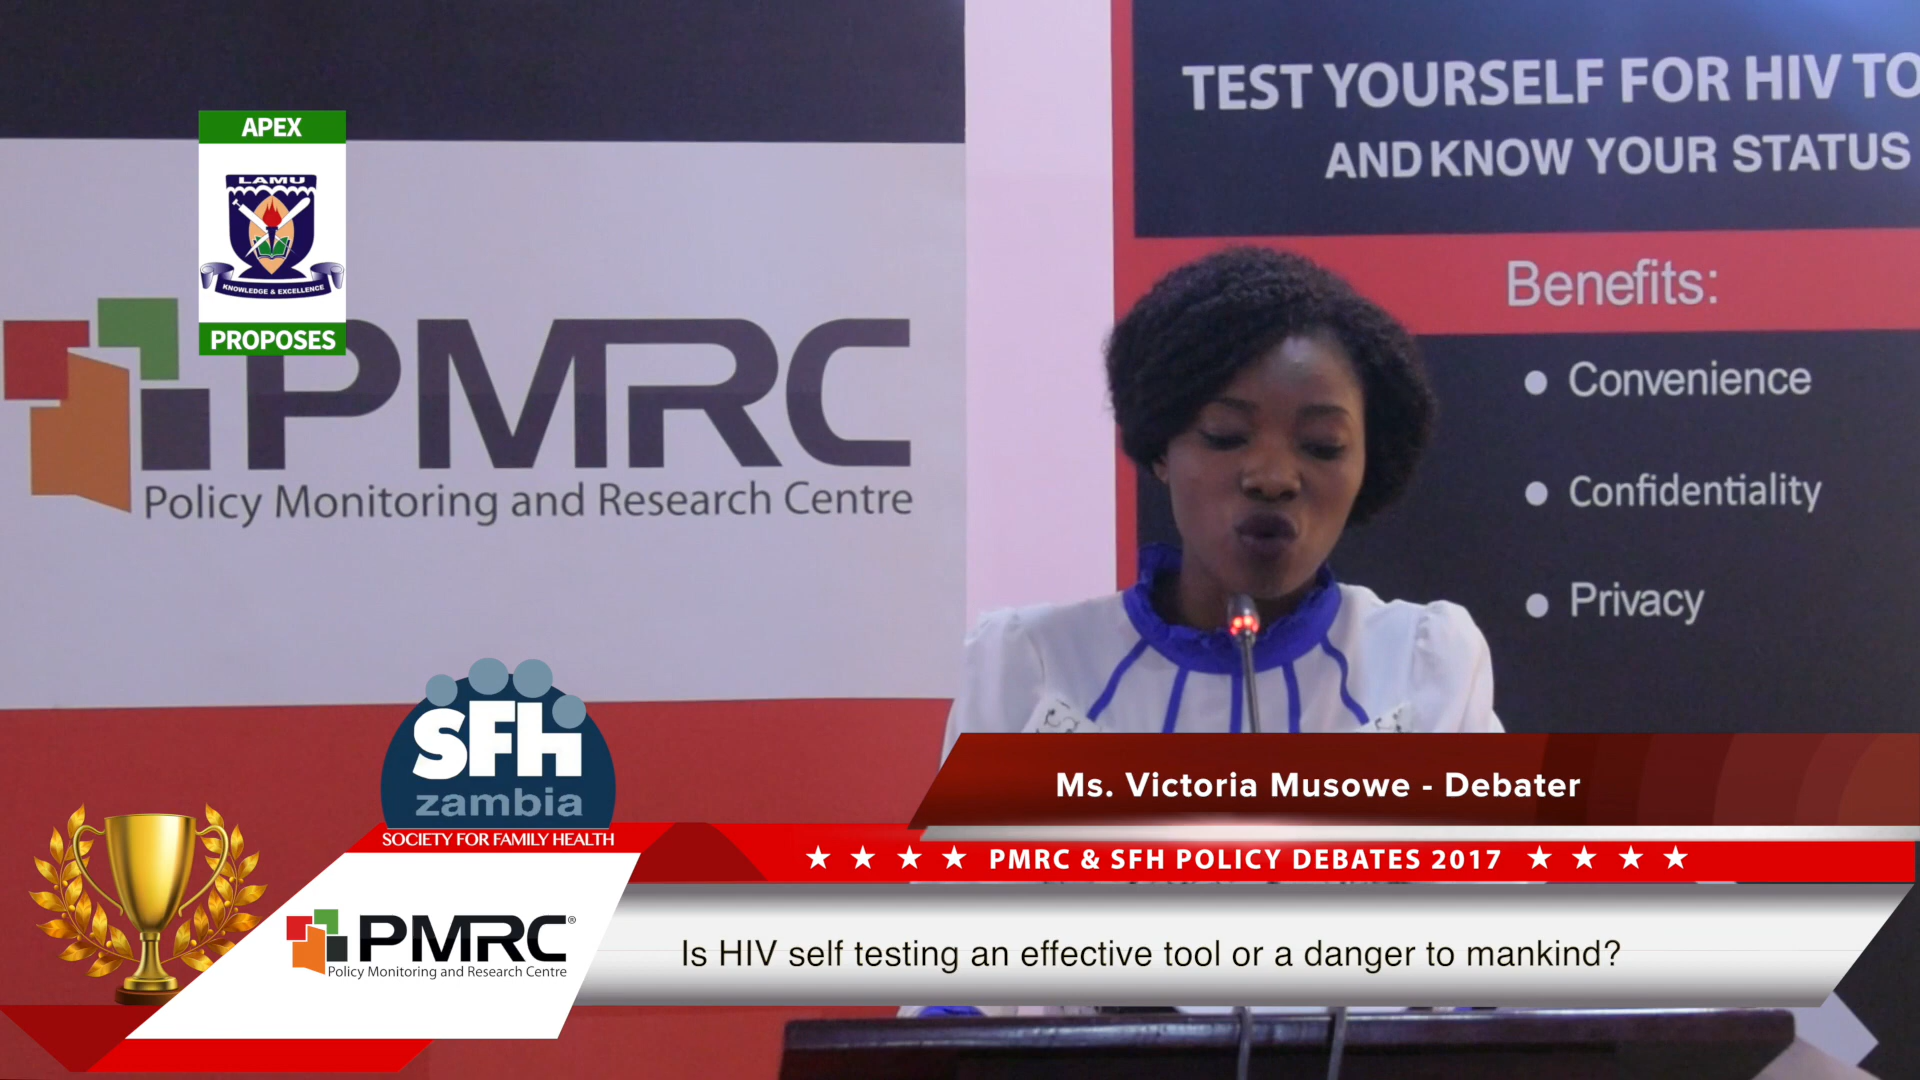 TEST YOURSELF FOR HIV TO
AND KNOW YOUR STATUS
APEX
LAMU
KNOWLEDGE & EXCELLENCE
PROPOSES
PMRC
Policy Monitoring and Research Centre
Benefits:
• Convenience
• Confidentiality
• Privacy
SFH
zambia
SOCIETY FOR FAMILY HEALTH
Ms. Victoria Musowe - Debater
★ ★ ★ ★ PMRC & SFH POLICY DEBATES 2017 ★ ★ ★ ★
PMRC®
Policy Monitoring and Research Centre
Is HIV self testing an effective tool or a danger to mankind?